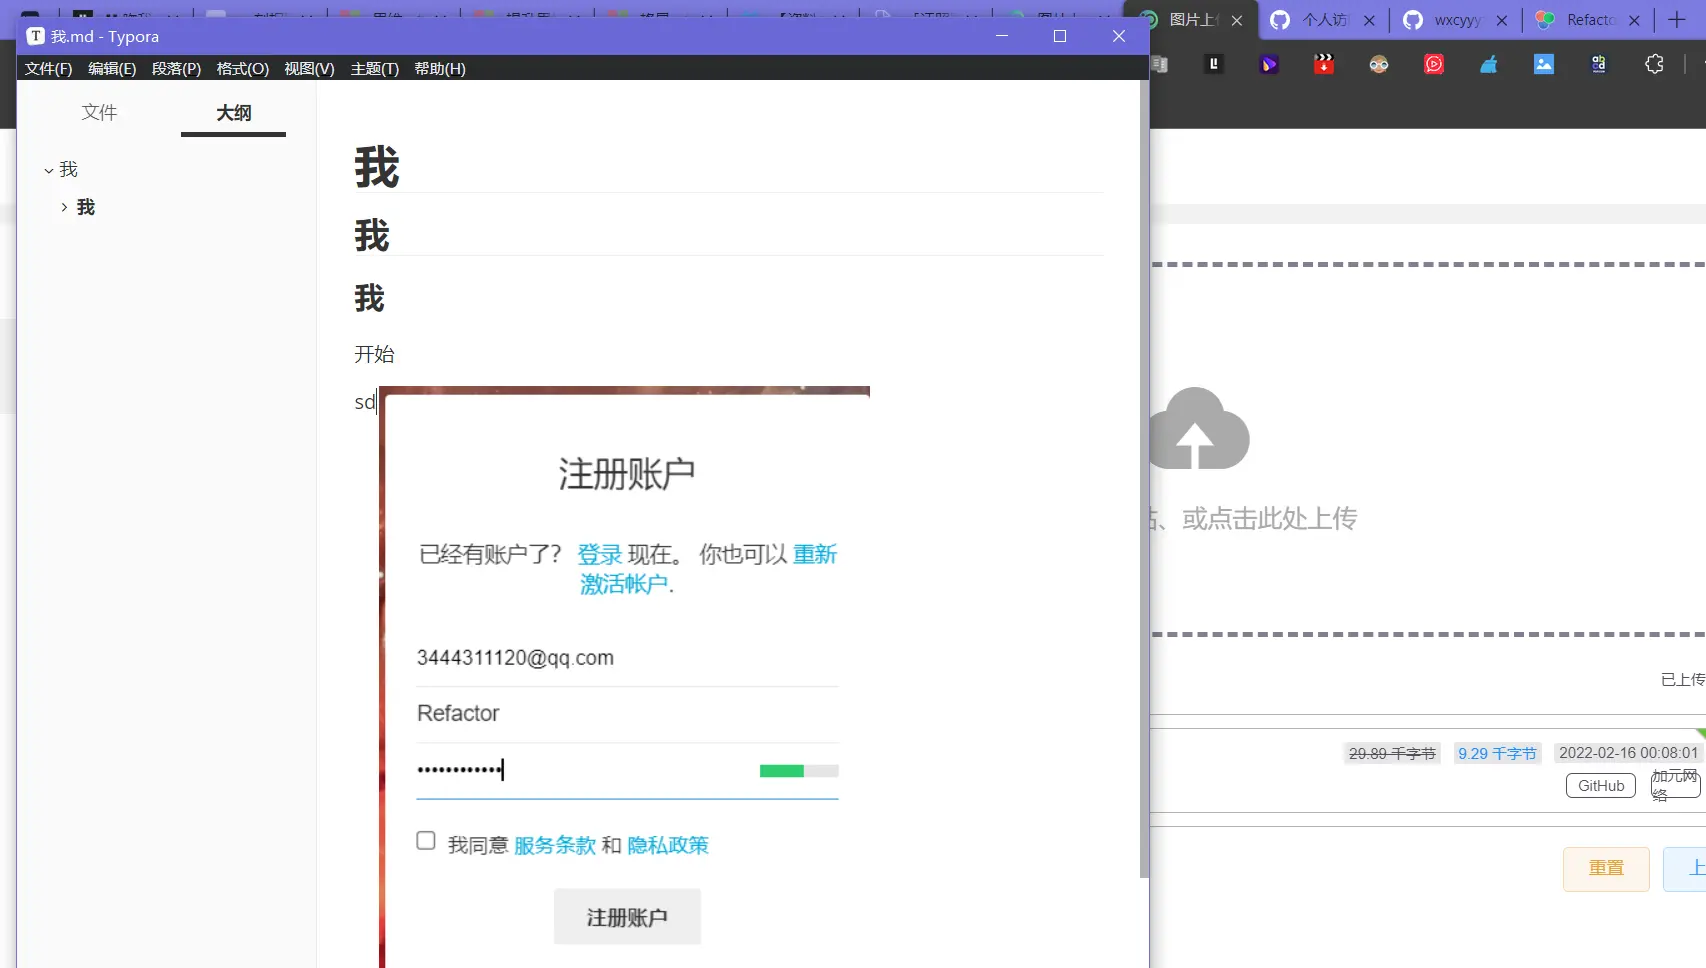 图片上
个人访
wxcyyy
Refacto
我.md - Typora
文件(F) 编辑(E) 段落(P) 格式(O) 视图(V) 主题(T) 帮助(H)
文件 大纲
我
我
我
我
我
开始
sd
注册账户
已经有账户了? 登录 现在。 你也可以 重新
激活帐户.
3444311120@qq.com
Refactor
••••••••••••
我同意 服务条款 和 隐私政策
注册账户
、或点击此处上传
已上传
29.89 千字节 9.29 千字节 2022-02-16 00:08:01
GitHub
加元网
络
重置
上